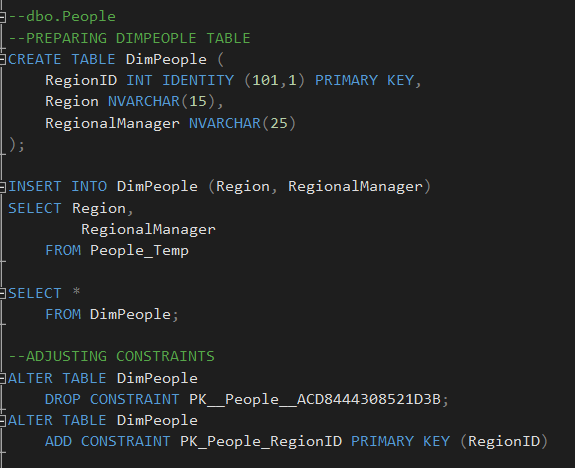 --dbo.People
--PREPARING DIMPEOPLE TABLE
CREATE TABLE DimPeople (
RegionID INT IDENTITY (101,1) PRIMARY KEY,
Region NVARCHAR(15),
RegionalManager NVARCHAR(25)
);
INSERT INTO DimPeople (Region, RegionalManager)
SELECT Region,
RegionalManager
FROM People_Temp
SELECT *
FROM DimPeople;
--ADJUSTING CONSTRAINTS
ALTER TABLE DimPeople
DROP CONSTRAINT PK__People__ACD8444308521D3B;
ALTER TABLE DimPeople
ADD CONSTRAINT PK_People_RegionID PRIMARY KEY (RegionID)